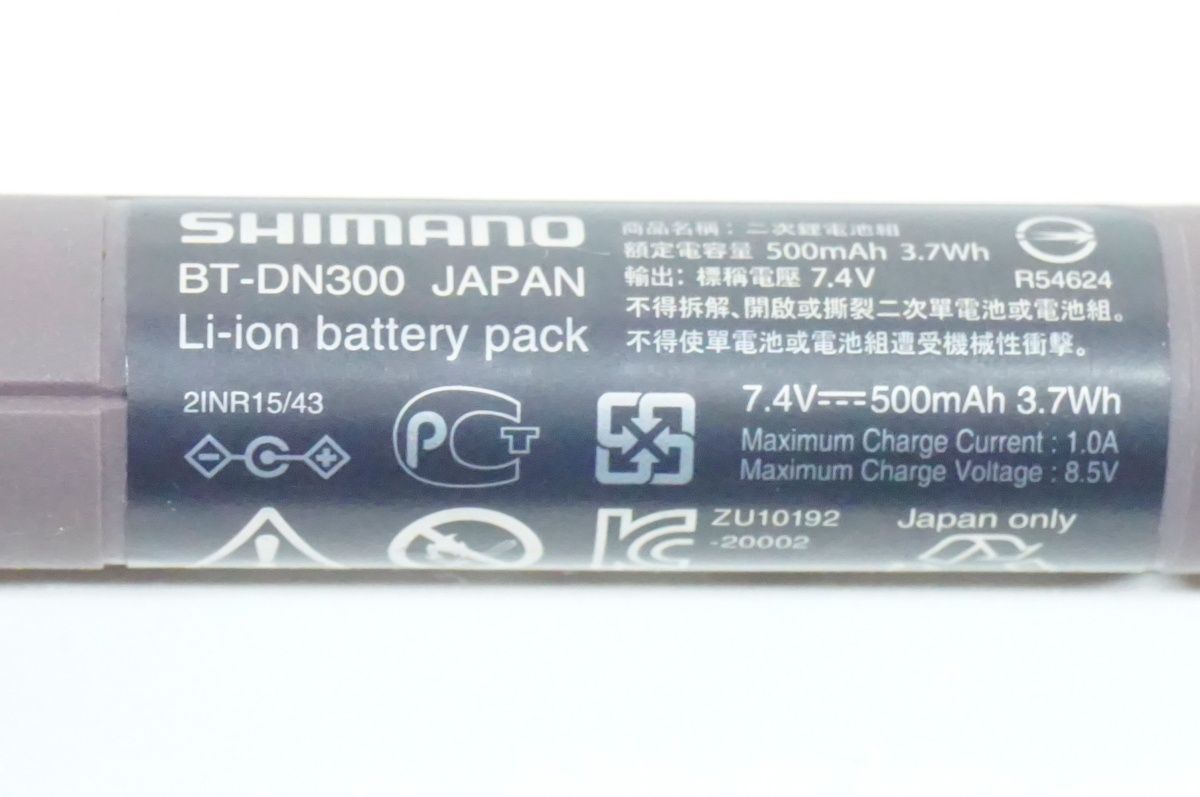 SHIMANO
BT-DN300 JAPAN
Li-ion battery pack
2INR15/43
PCT
商品名稱：二次鋰電池組
額定電容量 500mAh 3.7Wh
輸出: 標稱電壓 7.4V
不得拆解、開啟或撕裂二次單電池或電池組。
不得使單電池或電池組遭受機械性衝擊。
R54624
7.4V⎓500mAh 3.7Wh
Maximum Charge Current : 1.0A
Maximum Charge Voltage : 8.5V
ZU10192
-20002
Japan only